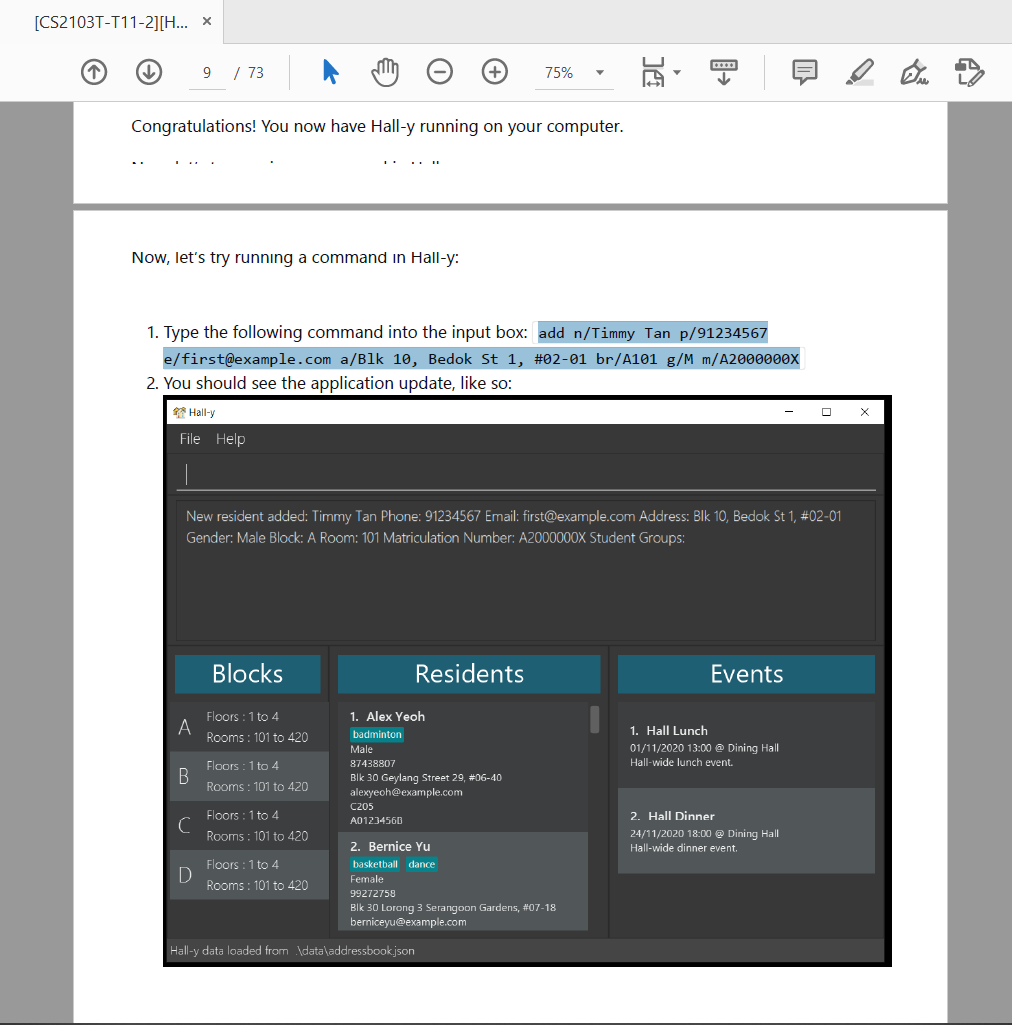 [CS2103T-T11-2][H... ×
9 / 73 75%
Congratulations! You now have Hall-y running on your computer.
Now, let's try running a command in Hall-y:
1. Type the following command into the input box: add n/Timmy Tan p/91234567
e/first@example.com a/Blk 10, Bedok St 1, #02-01 br/A101 g/M m/A2000000X
2. You should see the application update, like so:
Hall-y
File Help
New resident added: Timmy Tan Phone: 91234567 Email: first@example.com Address: Blk 10, Bedok St 1, #02-01
Gender: Male Block: A Room: 101 Matriculation Number: A2000000X Student Groups:
Blocks
A
Floors : 1 to 4
Rooms : 101 to 420
B
Floors : 1 to 4
Rooms : 101 to 420
C
Floors : 1 to 4
Rooms : 101 to 420
D
Floors : 1 to 4
Rooms : 101 to 420
Residents
1. Alex Yeoh
badminton
Male
87438807
Blk 30 Geylang Street 29, #06-40
alexyeoh@example.com
C205
A0123456B
2. Bernice Yu
basketball dance
Female
99272758
Blk 30 Lorong 3 Serangoon Gardens, #07-18
berniceyu@example.com
Events
1. Hall Lunch
01/11/2020 13:00 @ Dining Hall
Hall-wide lunch event.
2. Hall Dinner
24/11/2020 18:00 @ Dining Hall
Hall-wide dinner event.
Hall-y data loaded from .\data\addressbook.json